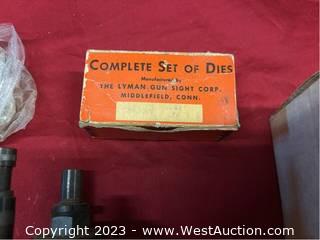 COMPLETE SET OF DIES
Manufactured by
THE LYMAN GUN SIGHT CORP.
MIDDLEFIELD, CONN.
Copyright 2023 - www.WestAuction.com